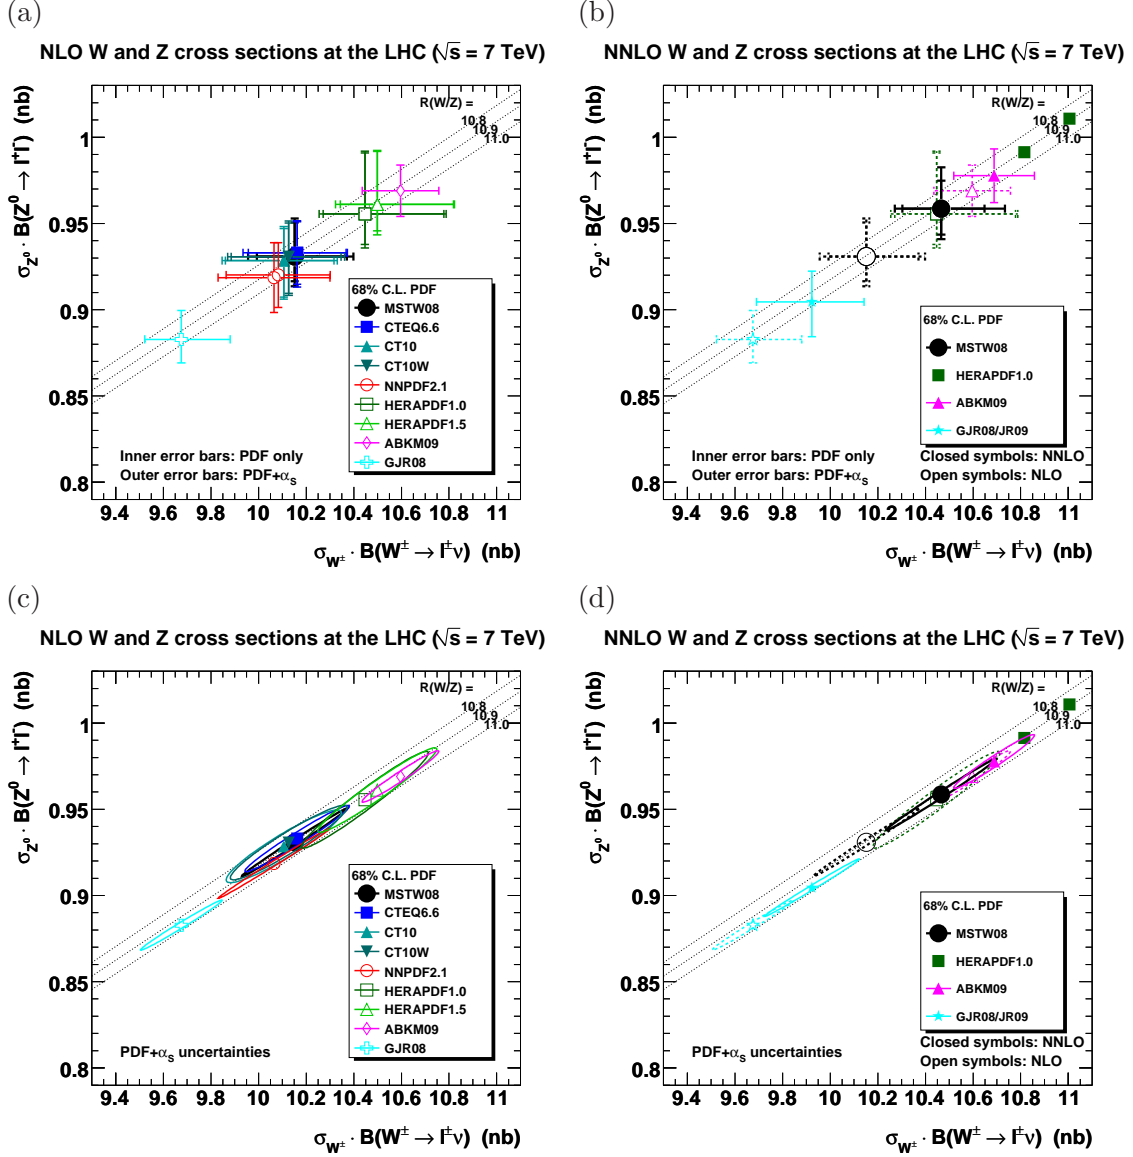 (a)
NLO W and Z cross sections at the LHC (√s = 7 TeV)
σ_Z⁰ · B(Z⁰ → l⁺l⁻) (nb)
R(W/Z) =
10.8
10.9
11.0
1
0.95
0.9
0.85
0.8
68% C.L. PDF
MSTW08
CTEQ6.6
CT10
CT10W
NNPDF2.1
HERAPDF1.0
HERAPDF1.5
ABKM09
GJR08
Inner error bars: PDF only
Outer error bars: PDF+α_S
9.4 9.6 9.8 10 10.2 10.4 10.6 10.8 11
σ_W± · B(W± → l±ν) (nb)
(b)
NNLO W and Z cross sections at the LHC (√s = 7 TeV)
σ_Z⁰ · B(Z⁰ → l⁺l⁻) (nb)
R(W/Z) =
10.8
10.9
11.0
1
0.95
0.9
0.85
0.8
68% C.L. PDF
MSTW08
HERAPDF1.0
ABKM09
GJR08/JR09
Inner error bars: PDF only
Outer error bars: PDF+α_S
Closed symbols: NNLO
Open symbols: NLO
9.4 9.6 9.8 10 10.2 10.4 10.6 10.8 11
σ_W± · B(W± → l±ν) (nb)
(c)
NLO W and Z cross sections at the LHC (√s = 7 TeV)
σ_Z⁰ · B(Z⁰ → l⁺l⁻) (nb)
R(W/Z) =
10.8
10.9
11.0
1
0.95
0.9
0.85
0.8
68% C.L. PDF
MSTW08
CTEQ6.6
CT10
CT10W
NNPDF2.1
HERAPDF1.0
HERAPDF1.5
ABKM09
GJR08
PDF+α_S uncertainties
9.4 9.6 9.8 10 10.2 10.4 10.6 10.8 11
σ_W± · B(W± → l±ν) (nb)
(d)
NNLO W and Z cross sections at the LHC (√s = 7 TeV)
σ_Z⁰ · B(Z⁰ → l⁺l⁻) (nb)
R(W/Z) =
10.8
10.9
11.0
1
0.95
0.9
0.85
0.8
68% C.L. PDF
MSTW08
HERAPDF1.0
ABKM09
GJR08/JR09
PDF+α_S uncertainties
Closed symbols: NNLO
Open symbols: NLO
9.4 9.6 9.8 10 10.2 10.4 10.6 10.8 11
σ_W± · B(W± → l±ν) (nb)